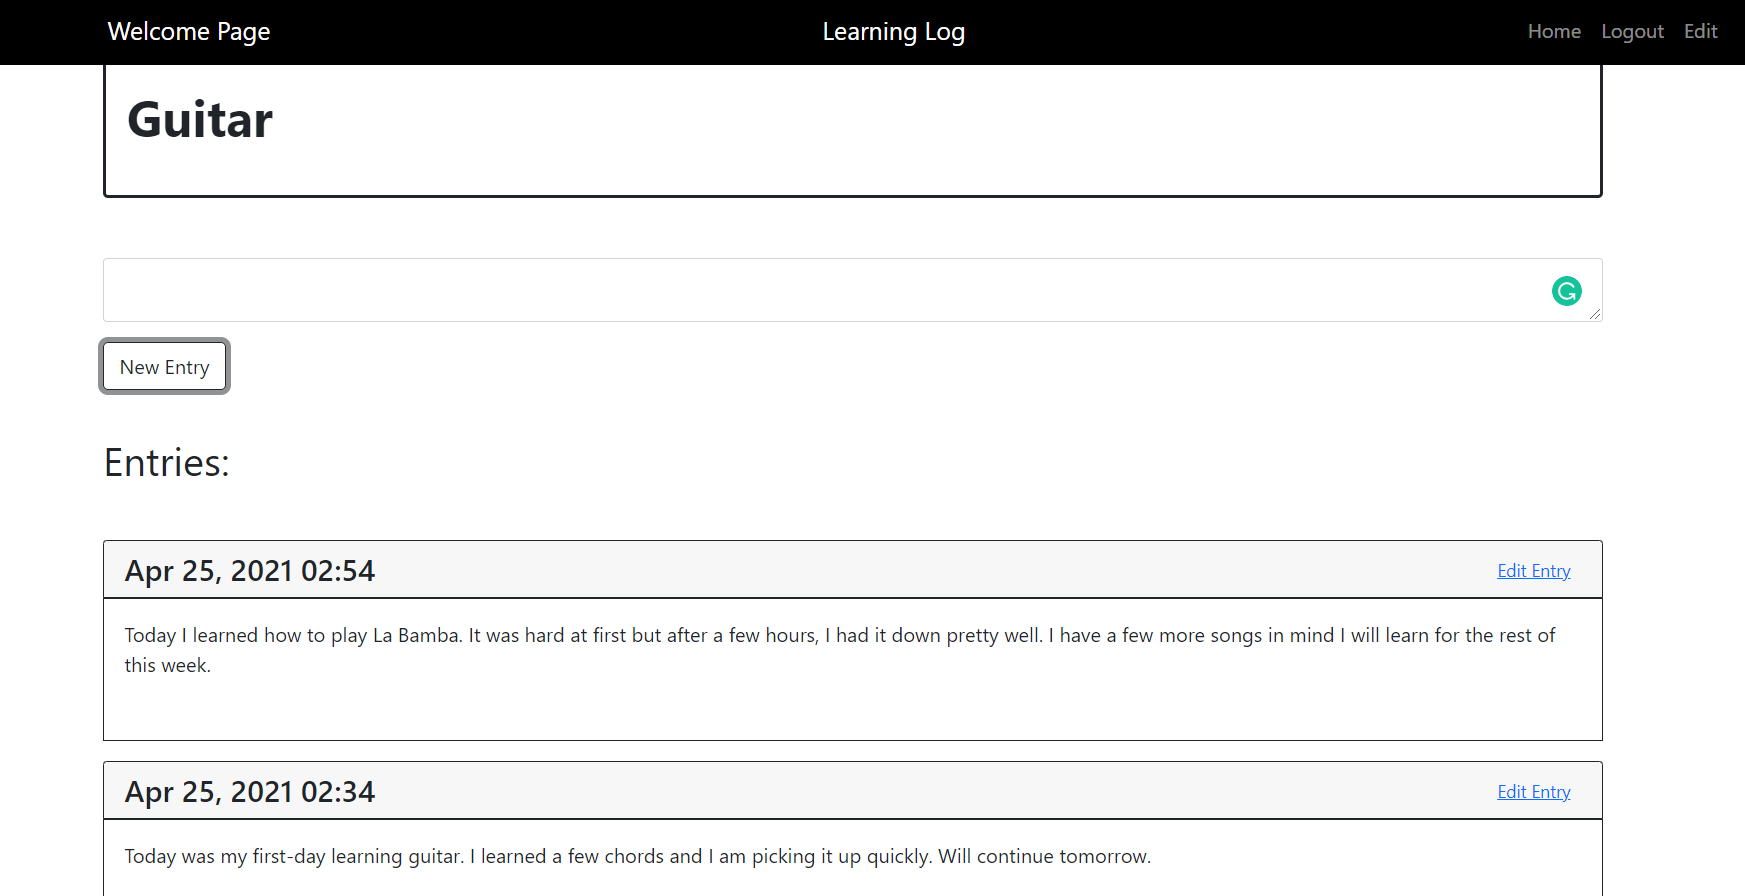 Welcome Page Learning Log Home Logout Edit
Guitar
New Entry
Entries:
Apr 25, 2021 02:54 Edit Entry
Today I learned how to play La Bamba. It was hard at first but after a few hours, I had it down pretty well. I have a few more songs in mind I will learn for the rest of
this week.
Apr 25, 2021 02:34 Edit Entry
Today was my first-day learning guitar. I learned a few chords and I am picking it up quickly. Will continue tomorrow.